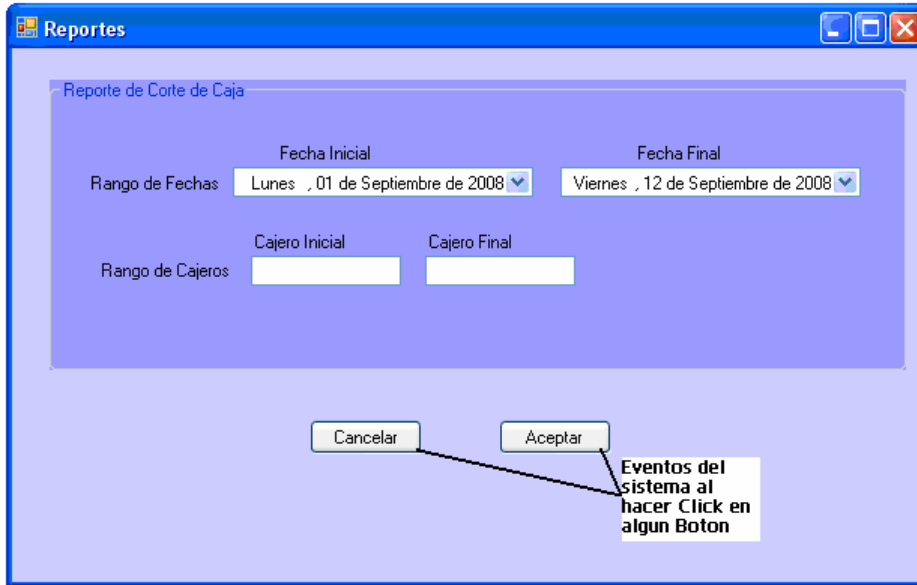 Reportes
Reporte de Corte de Caja
Fecha Inicial Fecha Final
Rango de Fechas Lunes , 01 de Septiembre de 2008 Viernes , 12 de Septiembre de 2008
Cajero Inicial Cajero Final
Rango de Cajeros
Cancelar Aceptar
Eventos del
sistema al
hacer Click en
algun Boton